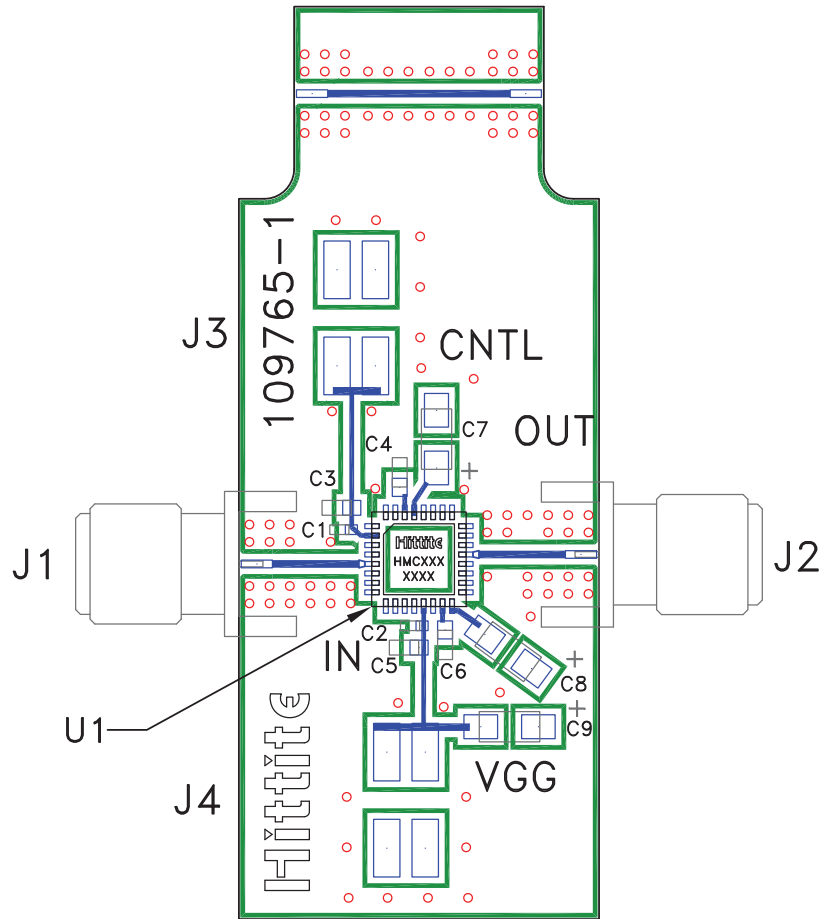 109765-1
J3
CNTL
C7
OUT
C4
+
C3
C1
J1
J2
Hittite
HMCXXX
XXXX
C2
IN
C5
C6
+
C8
U1
+
C9
VGG
J4
Hittite